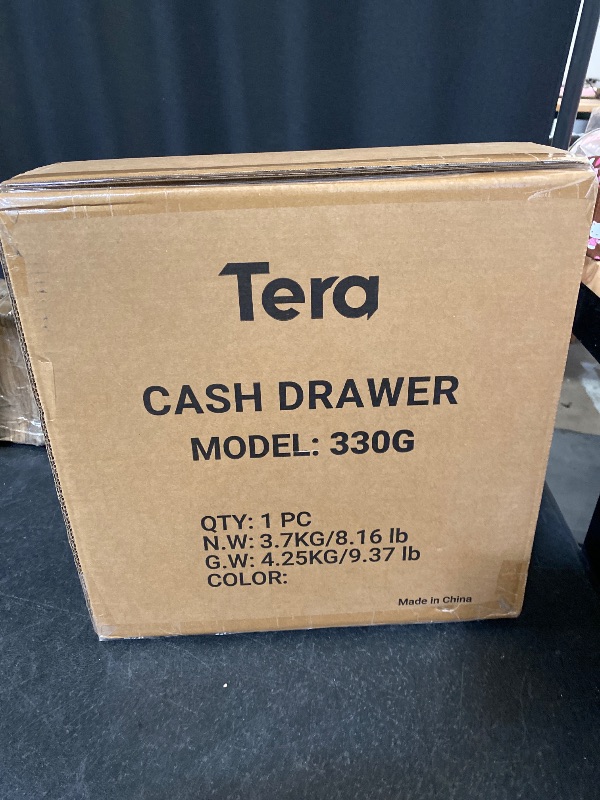 Tera
CASH DRAWER
MODEL: 330G
QTY: 1 PC
N.W: 3.7KG/8.16 lb
G.W: 4.25KG/9.37 lb
COLOR:
Made in China